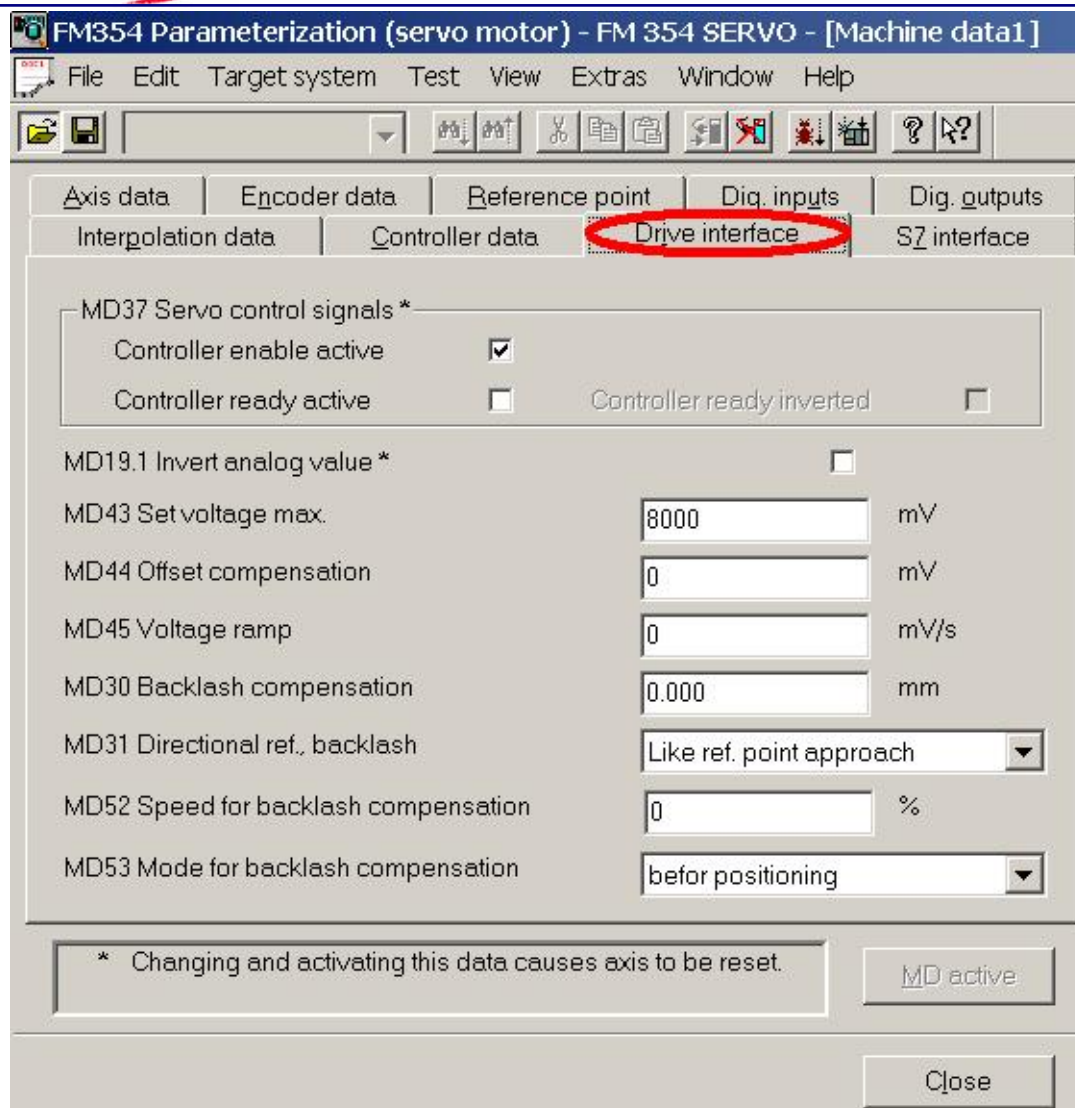 FM354 Parameterization (servo motor) - FM 354 SERVO - [Machine data1]
File Edit Target system Test View Extras Window Help
Axis data Encoder data Reference point Dig. inputs Dig. outputs
Interpolation data Controller data Drive interface S7 interface
MD37 Servo control signals *
Controller enable active
Controller ready active Controller ready inverted
MD19.1 Invert analog value *
MD43 Set voltage max. 8000 mV
MD44 Offset compensation 0 mV
MD45 Voltage ramp 0 mV/s
MD30 Backlash compensation 0.000 mm
MD31 Directional ref., backlash Like ref. point approach
MD52 Speed for backlash compensation 0 %
MD53 Mode for backlash compensation befor positioning
* Changing and activating this data causes axis to be reset. MD active
Close